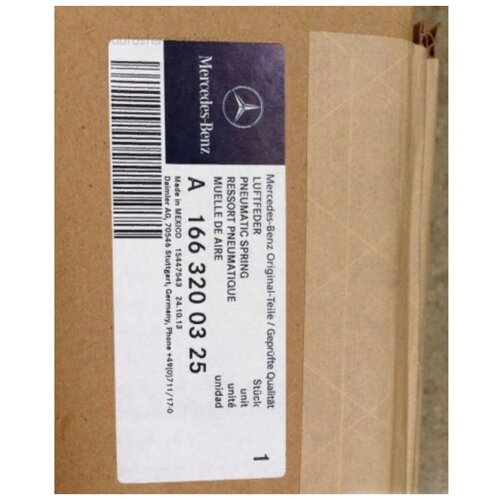 Mercedes-Benz
Mercedes-Benz Original-Teile / Geprüfte Qualität
LUFTFEDER Stück 1
PNEUMATIC SPRING unit
RESSORT PNEUMATIQUE unité
MUELLE DE AIRE unidad
A 166 320 03 25
Made in MEXICO 15447543 24.10.13
Daimler AG, 70546 Stuttgart, Germany, Phone +49(0)711/17-0